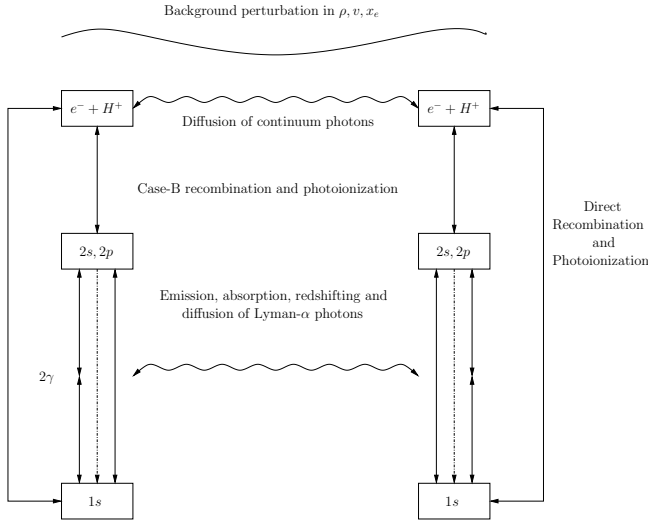 Background perturbation in ρ, v, xₑ
e⁻ + H⁺
e⁻ + H⁺
Diffusion of continuum photons
Case-B recombination and photoionization
Direct
Recombination
and
Photoionization
2s, 2p
2s, 2p
Emission, absorption, redshifting and
diffusion of Lyman-α photons
2γ
1s
1s